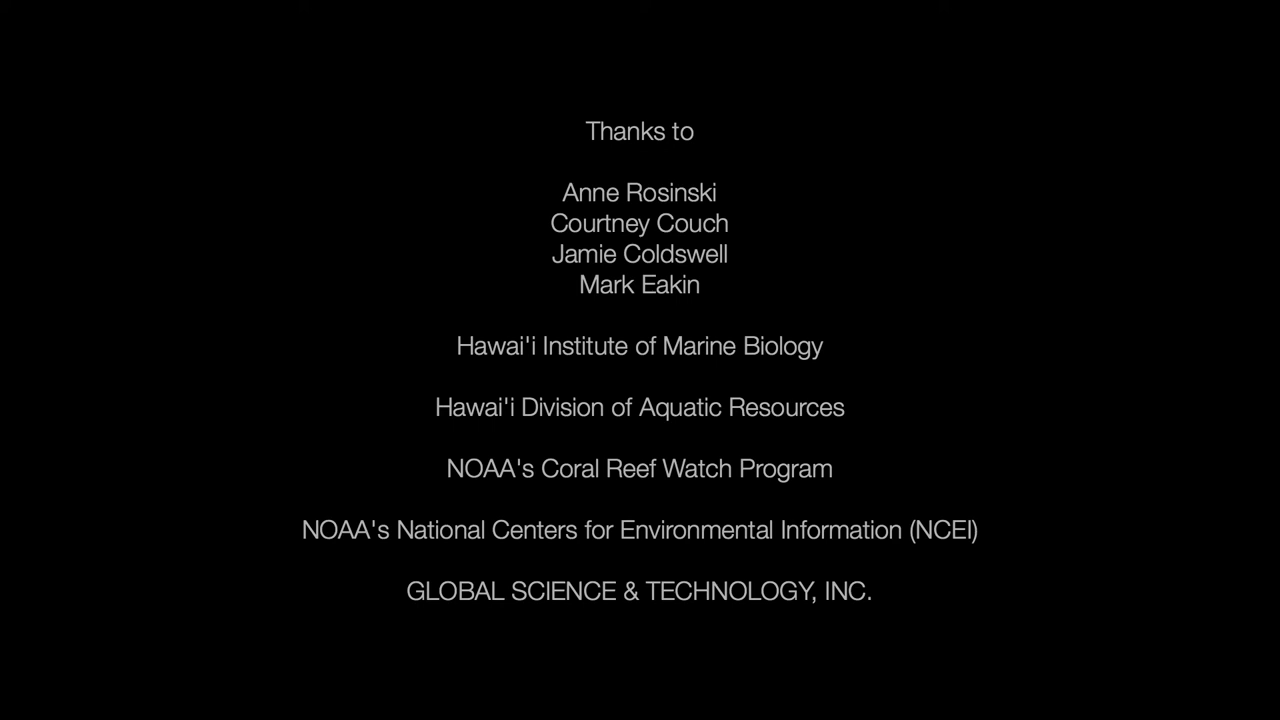 Thanks to
Anne Rosinski
Courtney Couch
Jamie Coldswell
Mark Eakin
Hawai'i Institute of Marine Biology
Hawai'i Division of Aquatic Resources
NOAA's Coral Reef Watch Program
NOAA's National Centers for Environmental Information (NCEI)
GLOBAL SCIENCE & TECHNOLOGY, INC.